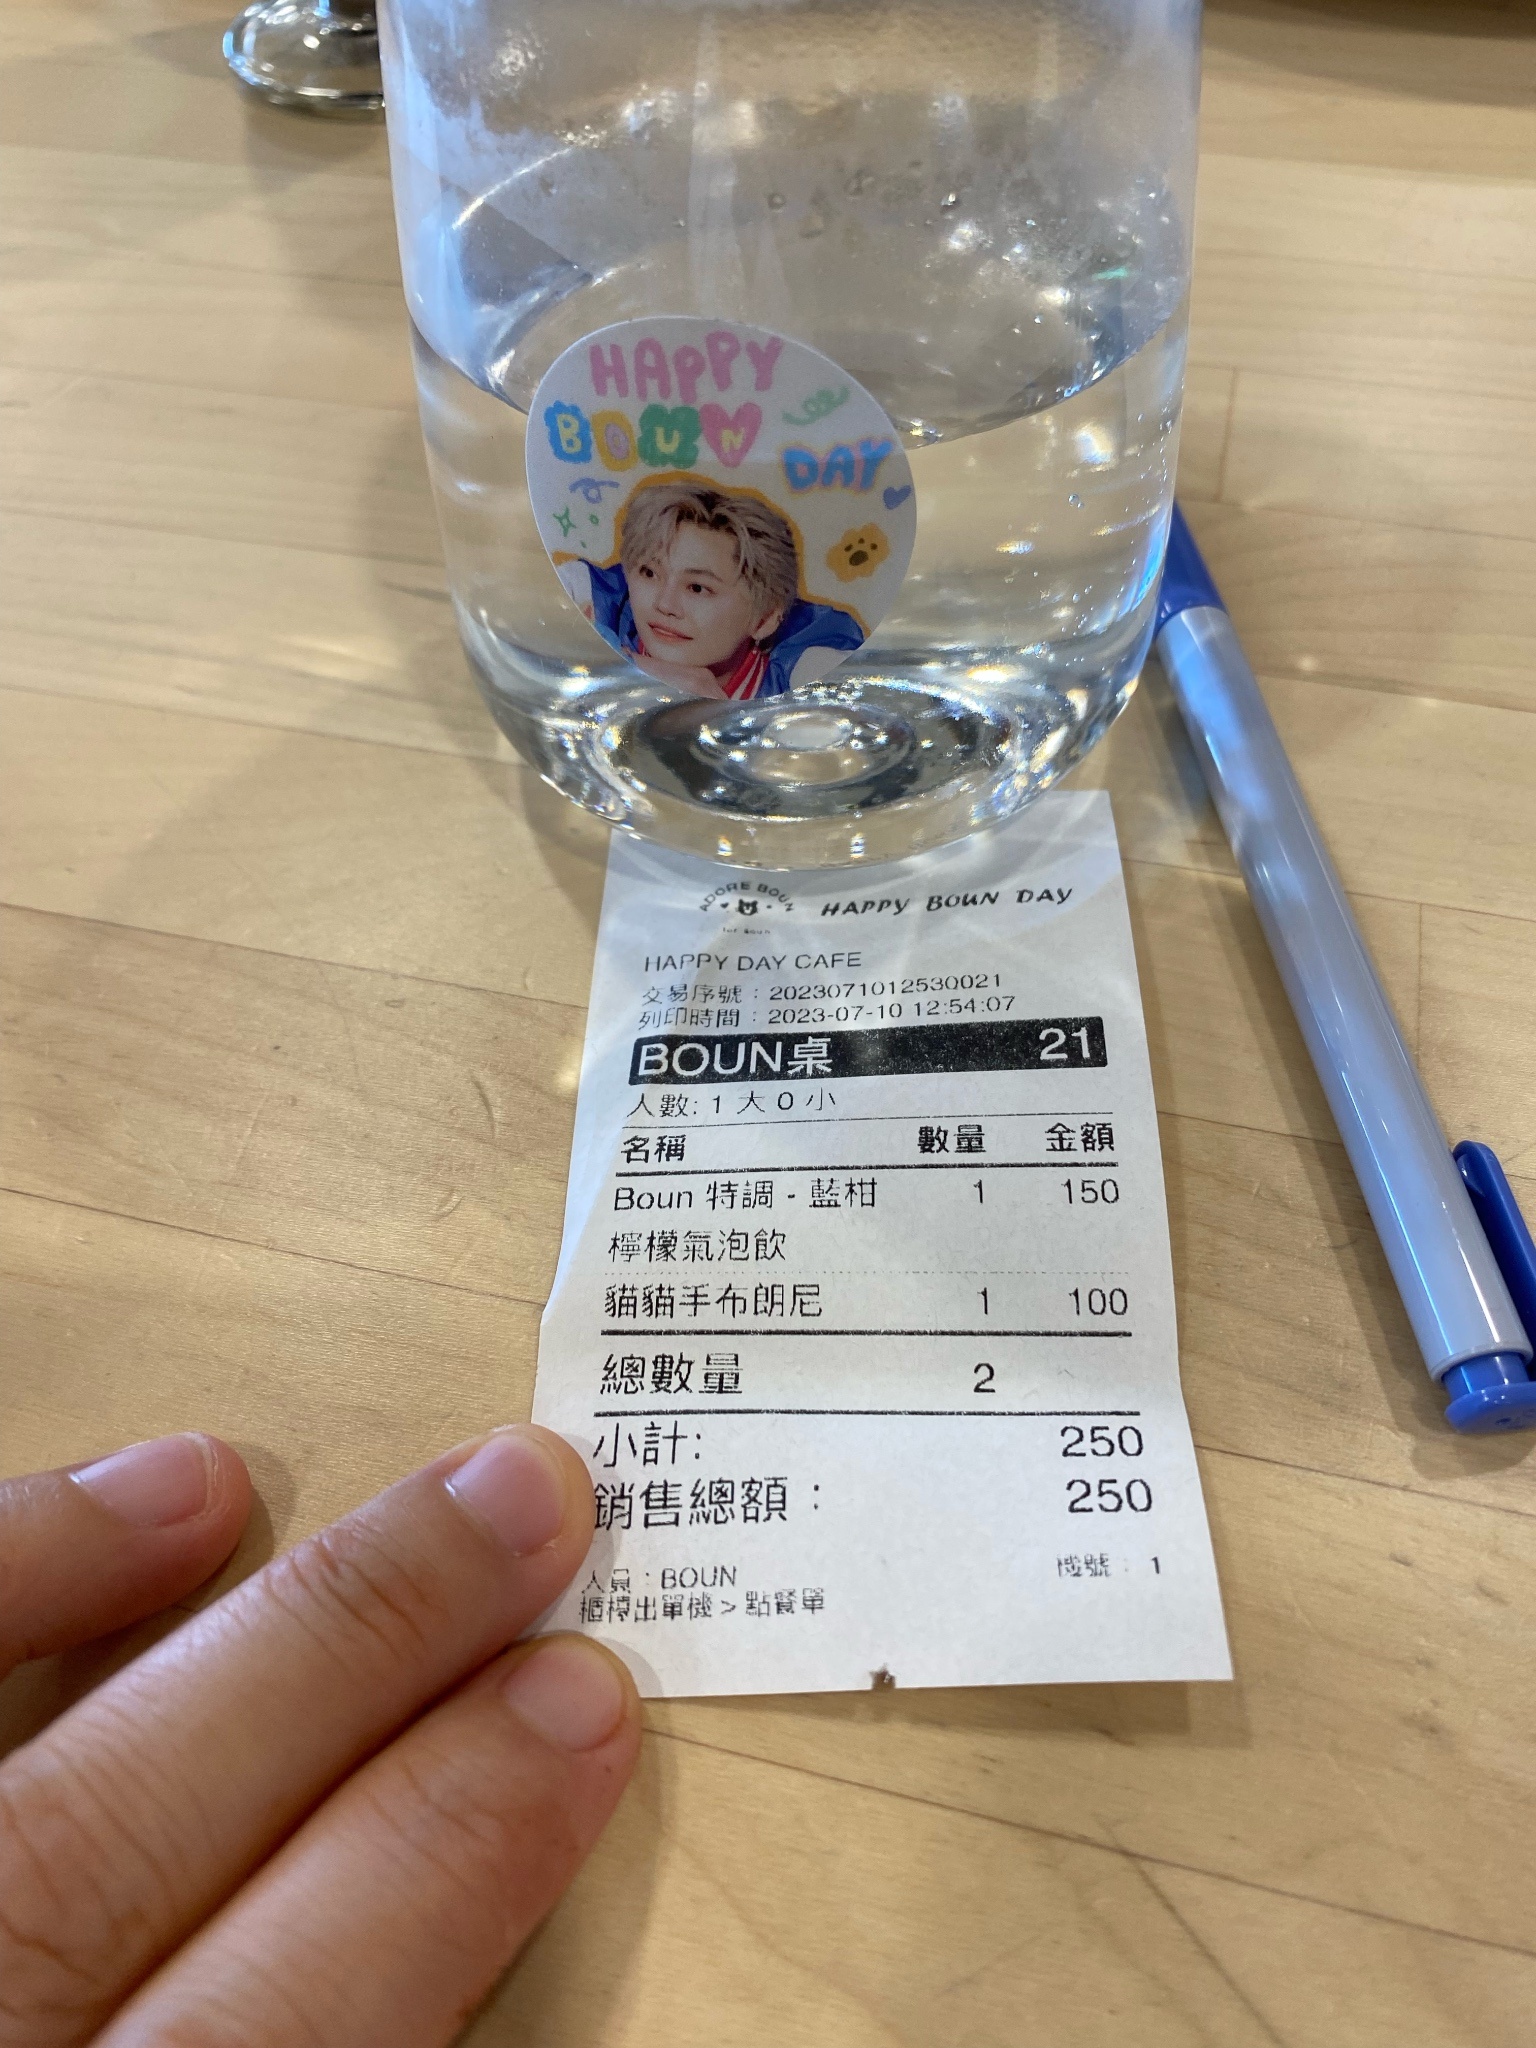 HAPPY
BOUN
DAY
ADORE BOUN
HAPPY BOUN DAY
for Boun
HAPPY DAY CAFE
交易序號：2023071012530021
列印時間：2023-07-10 12:54:07
BOUN桌 21
人數: 1 大 0 小
名稱 數量 金額
Boun 特調 - 藍柑 1 150
檸檬氣泡飲
貓貓手布朗尼 1 100
總數量 2
小計: 250
銷售總額： 250
人員：BOUN 機號：1
櫃檯出單機 > 點餐單